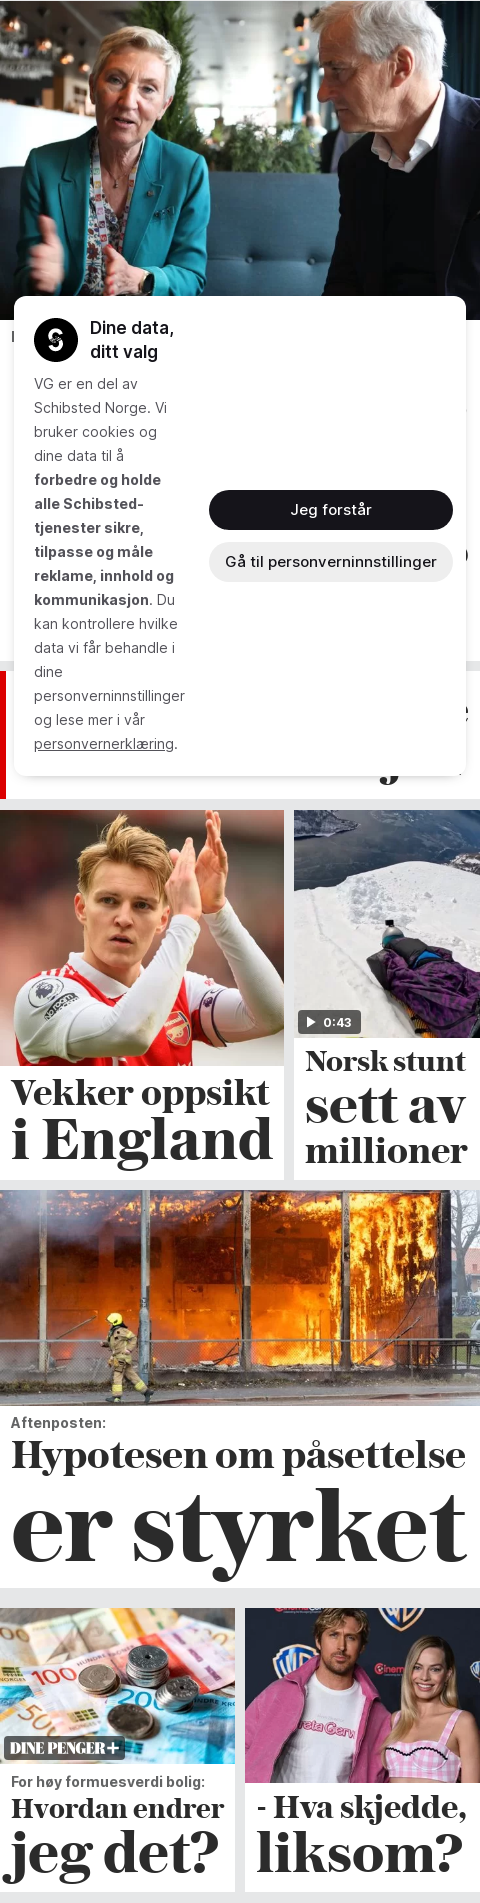 Dine data,
ditt valg
VG er en del av
Schibsted Norge. Vi
bruker cookies og
dine data til å
forbedre og holde
alle Schibsted-
tjenester sikre,
tilpasse og måle
reklame, innhold og
kommunikasjon. Du
kan kontrollere hvilke
data vi får behandle i
dine
personverninnstillinger
og lese mer i vår
personvernerklæring.
Jeg forstår
Gå til personverninnstillinger
Vekker oppsikt
i England
0:43
Norsk stunt
sett av
millioner
Aftenposten:
Hypotesen om påsettelse
er styrket
100
DINE PENGER+
For høy formuesverdi bolig:
Hvordan endrer
jeg det?
- Hva skjedde,
liksom?